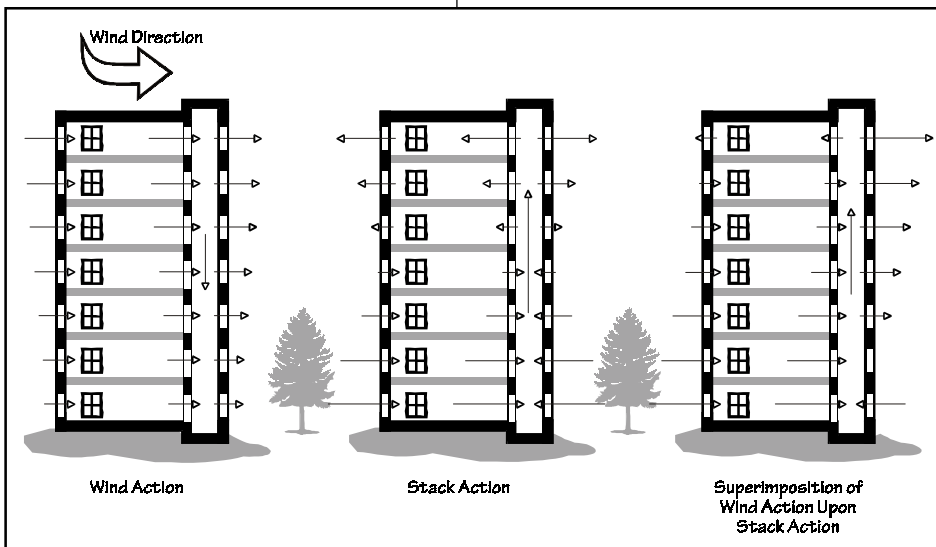 Wind Direction
Wind Action
Stack Action
Superimposition of
Wind Action Upon
Stack Action